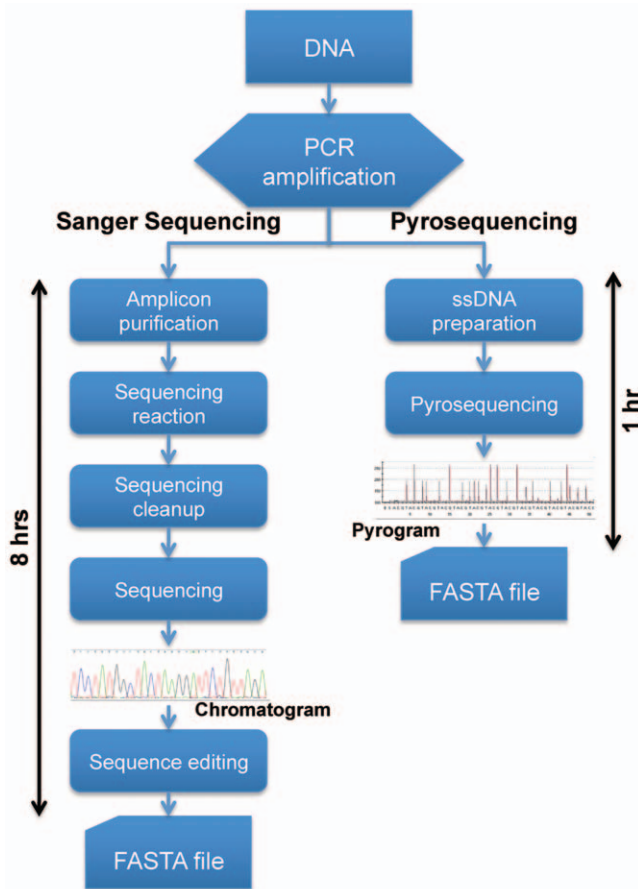 DNA
PCR
amplification
Sanger Sequencing
Pyrosequencing
8 hrs
Amplicon
purification
Sequencing
reaction
Sequencing
cleanup
Sequencing
Chromatogram
Sequence editing
FASTA file
1 hr
ssDNA
preparation
Pyrosequencing
Pyrogram
FASTA file